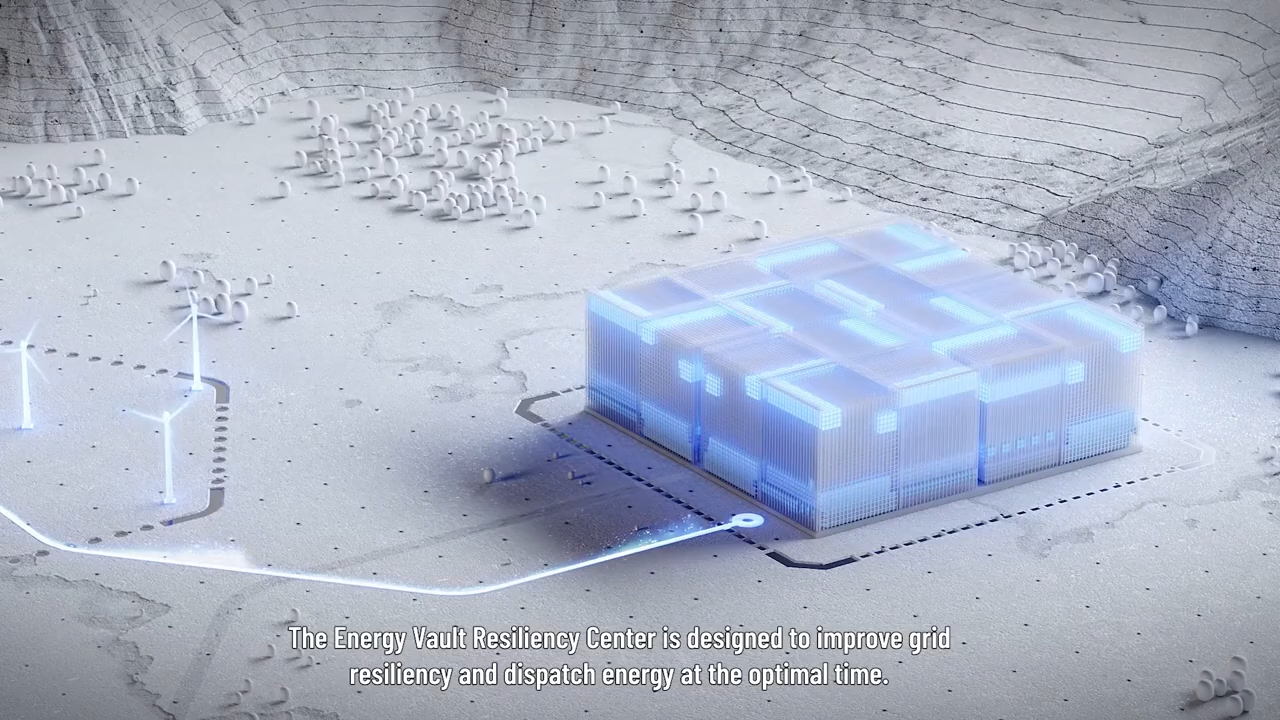 The Energy Vault Resiliency Center is designed to improve grid
resiliency and dispatch energy at the optimal time.